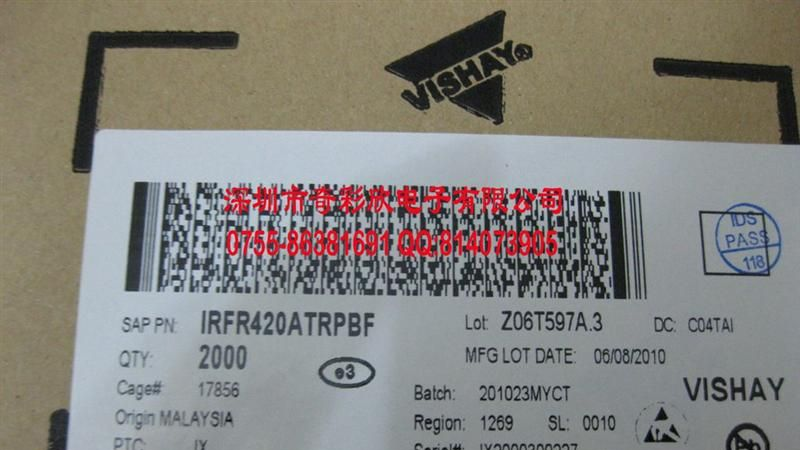 VISHAY
深圳市奇彩欣电子有限公司
0755-86381691 QQ:814073905
IDS
PASS
118
SAP PN: IRFR420ATRPBF Lot: Z06T597A.3 DC: C04TAI
QTY: 2000 MFG LOT DATE: 06/08/2010
e3
Cage#: 17856 Batch: 201023MYCT VISHAY
Origin MALAYSIA Region: 1269 SL: 0010
PTC: IX